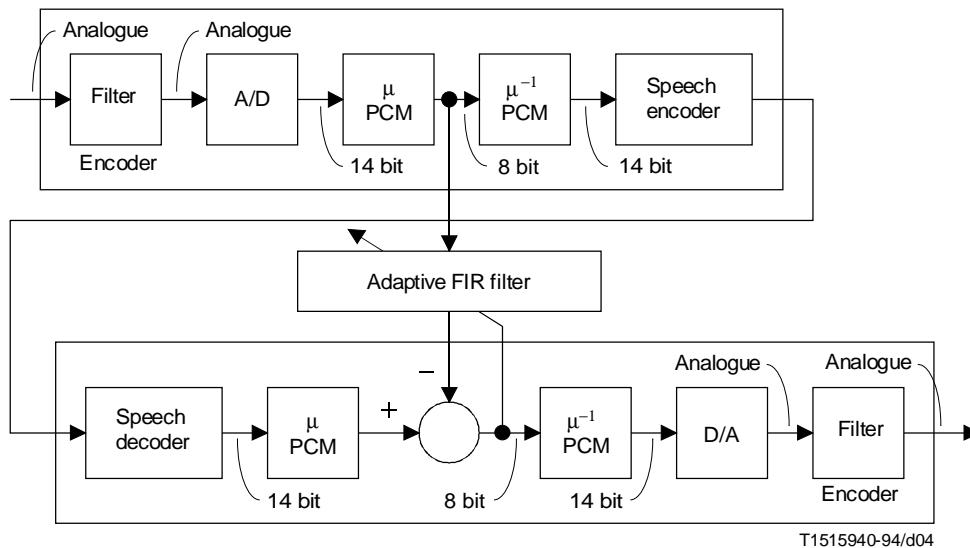 Analogue
Analogue
Filter
A/D
μ
PCM
μ⁻¹
PCM
Speech
encoder
Encoder
14 bit
8 bit
14 bit
Adaptive FIR filter
Analogue
Analogue
–
+
Speech
decoder
μ
PCM
μ⁻¹
PCM
D/A
Filter
14 bit
8 bit
14 bit
Encoder
T1515940-94/d04